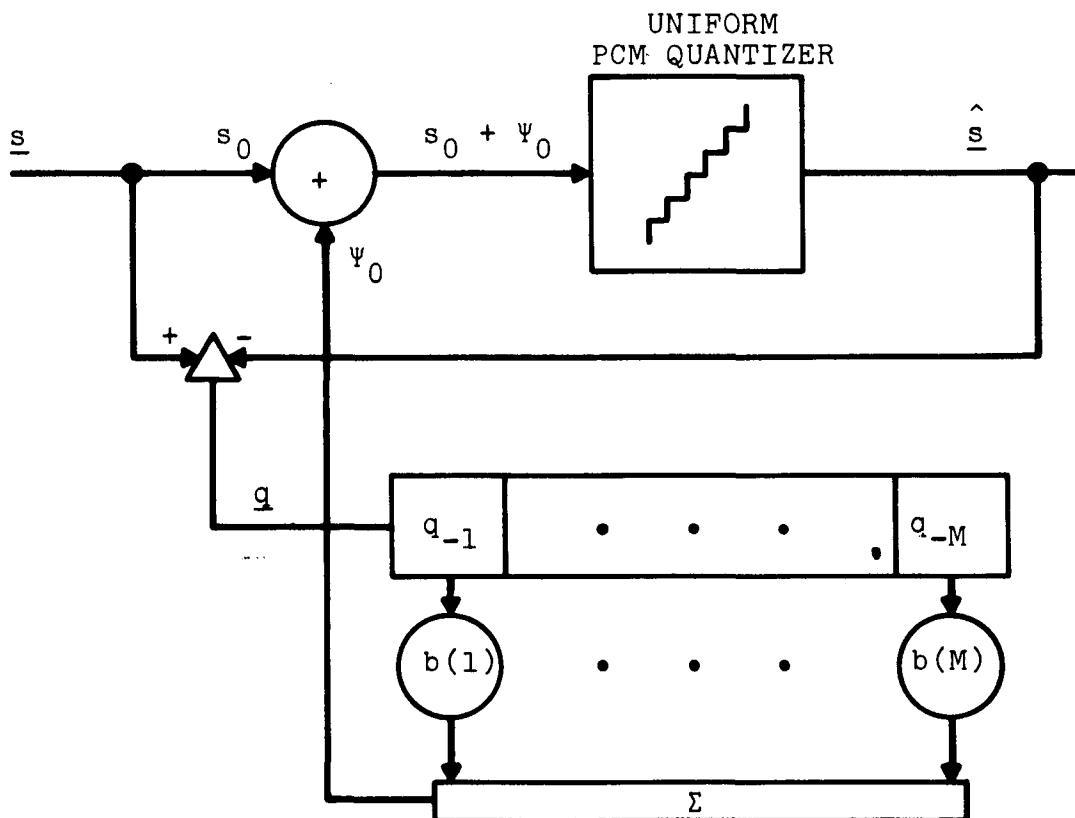 UNIFORM
PCM QUANTIZER
s
s₀
+
s₀ + Ψ₀
ŝ
Ψ₀
+
-
q
q₋₁
. . . .
q₋M
b(1)
. . .
b(M)
Σ